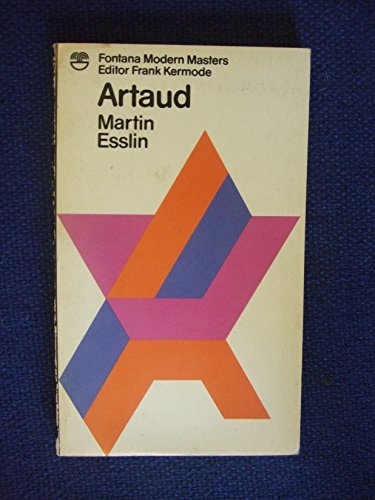 Fontana Modern Masters
Editor Frank Kermode
Artaud
Martin
Esslin